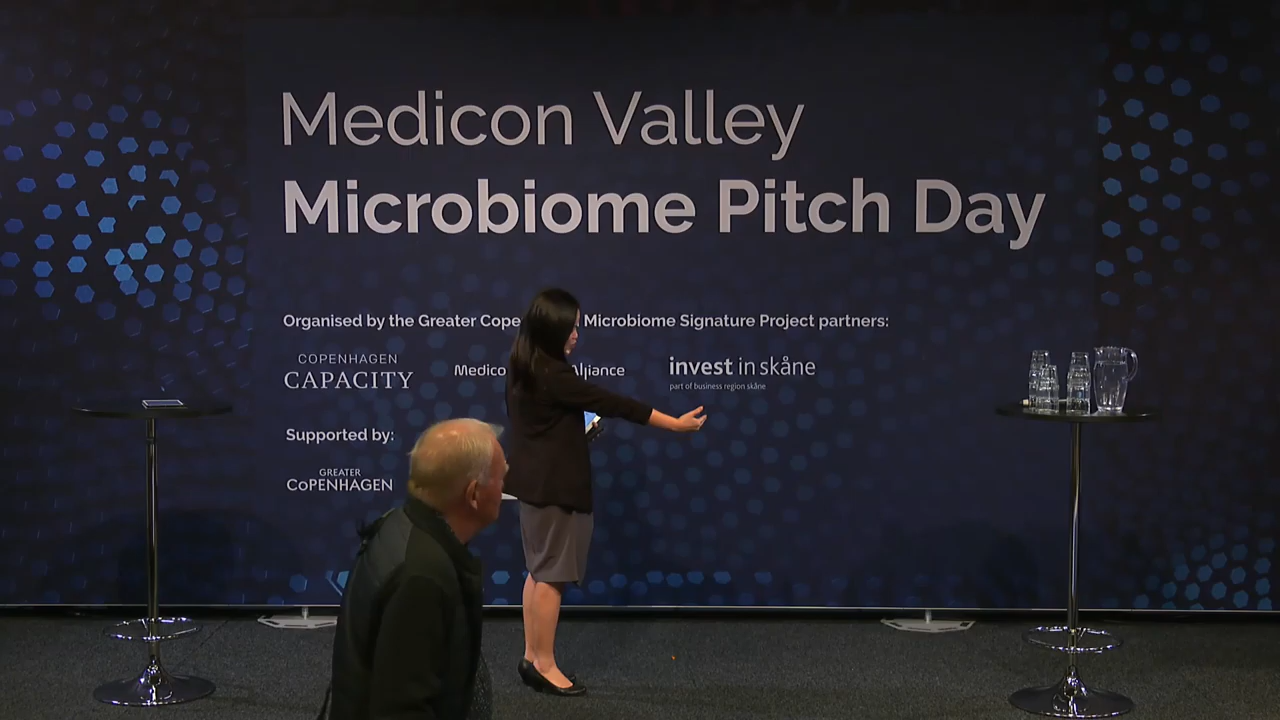 Medicon Valley
Microbiome Pitch Day
Organised by the Greater Cope Microbiome Signature Project partners:
COPENHAGEN
CAPACITY
Medico Alliance
invest in skåne
part of business region skåne
Supported by:
GREATER
COPENHAGEN